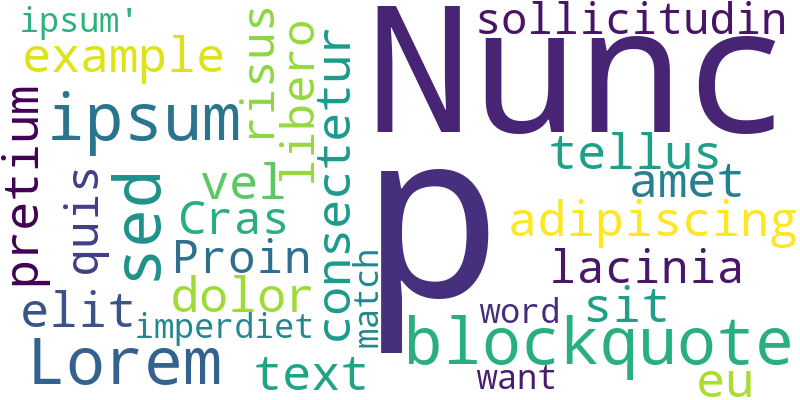 ipsum'
example
ipsum
pretium
quis
sed
risus
libero
consectetur
vel
Cras
Proin
dolor
elit
imperdiet
match
Lorem
text
Nunc
p
sollicitudin
tellus
amet
adipiscing
lacinia
word
sit
blockquote
want
eu